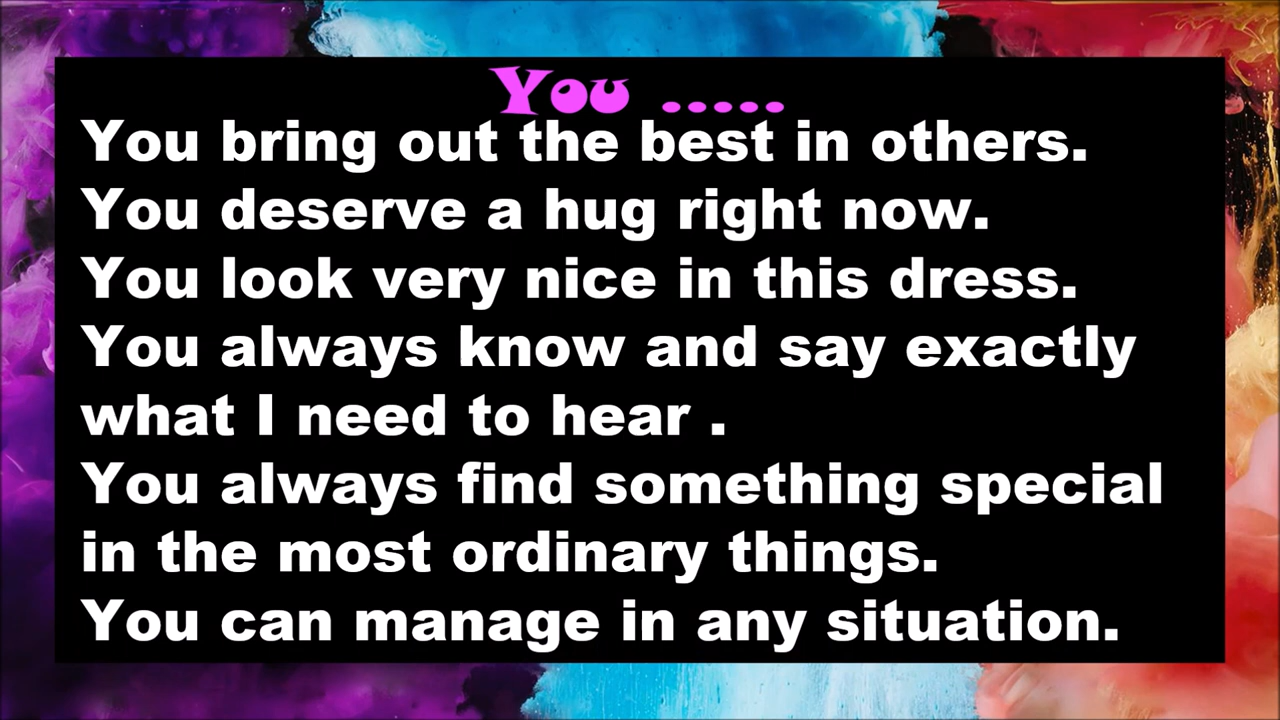 You .....
You bring out the best in others.
You deserve a hug right now.
You look very nice in this dress.
You always know and say exactly
what I need to hear .
You always find something special
in the most ordinary things.
You can manage in any situation.